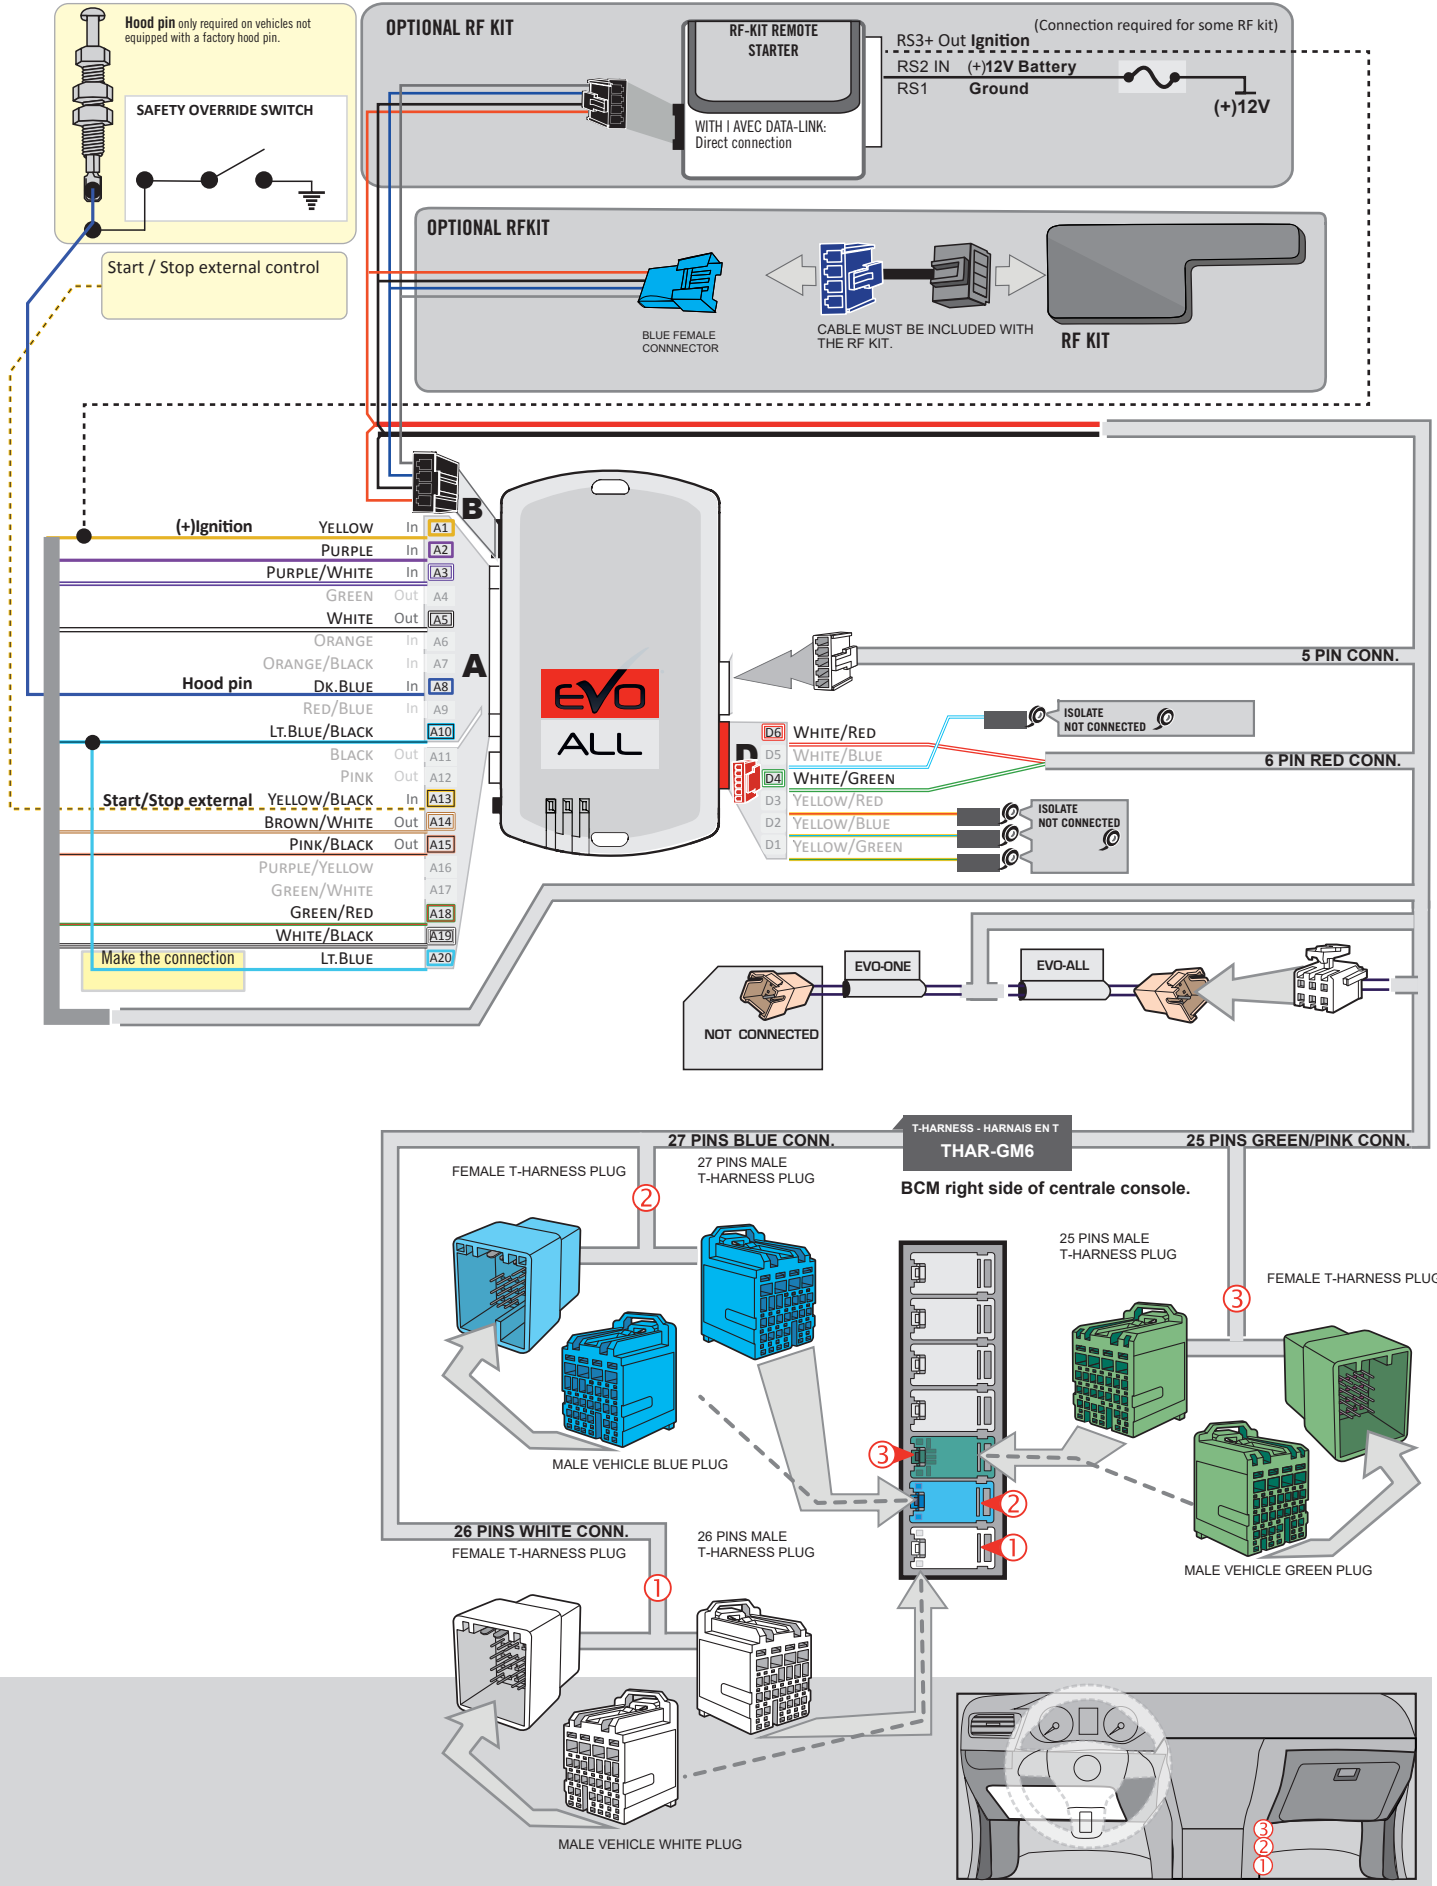 Hood pin only required on vehicles not
equipped with a factory hood pin.
SAFETY OVERRIDE SWITCH
Start / Stop external control
OPTIONAL RF KIT
RF-KIT REMOTE
STARTER
WITH | AVEC DATA-LINK:
Direct connection
(Connection required for some RF kit)
RS3+ Out Ignition
RS2 IN (+)12V Battery
RS1 Ground
(+)12V
OPTIONAL RFKIT
BLUE FEMALE
CONNNECTOR
CABLE MUST BE INCLUDED WITH
THE RF KIT.
RF KIT
B
(+)Ignition YELLOW In A1
PURPLE In A2
PURPLE/WHITE In A3
GREEN Out A4
WHITE Out A5
ORANGE In A6
ORANGE/BLACK In A7
A
Hood pin DK.BLUE In A8
RED/BLUE In A9
LT.BLUE/BLACK A10
BLACK Out A11
PINK Out A12
Start/Stop external YELLOW/BLACK In A13
BROWN/WHITE Out A14
PINK/BLACK Out A15
PURPLE/YELLOW A16
GREEN/WHITE A17
GREEN/RED A18
WHITE/BLACK A19
Make the connection LT.BLUE A20
EVO
ALL
5 PIN CONN.
D
D6 WHITE/RED
D5 WHITE/BLUE
D4 WHITE/GREEN
D3 YELLOW/RED
D2 YELLOW/BLUE
D1 YELLOW/GREEN
ISOLATE
NOT CONNECTED
6 PIN RED CONN.
ISOLATE
NOT CONNECTED
EVO-ONE
EVO-ALL
NOT CONNECTED
T-HARNESS - HARNAIS EN T
THAR-GM6
27 PINS BLUE CONN.
25 PINS GREEN/PINK CONN.
BCM right side of centrale console.
FEMALE T-HARNESS PLUG
27 PINS MALE
T-HARNESS PLUG
2
25 PINS MALE
T-HARNESS PLUG
FEMALE T-HARNESS PLUG
3
MALE VEHICLE BLUE PLUG
3
2
1
26 PINS WHITE CONN.
FEMALE T-HARNESS PLUG
26 PINS MALE
T-HARNESS PLUG
1
MALE VEHICLE GREEN PLUG
MALE VEHICLE WHITE PLUG
3
2
1